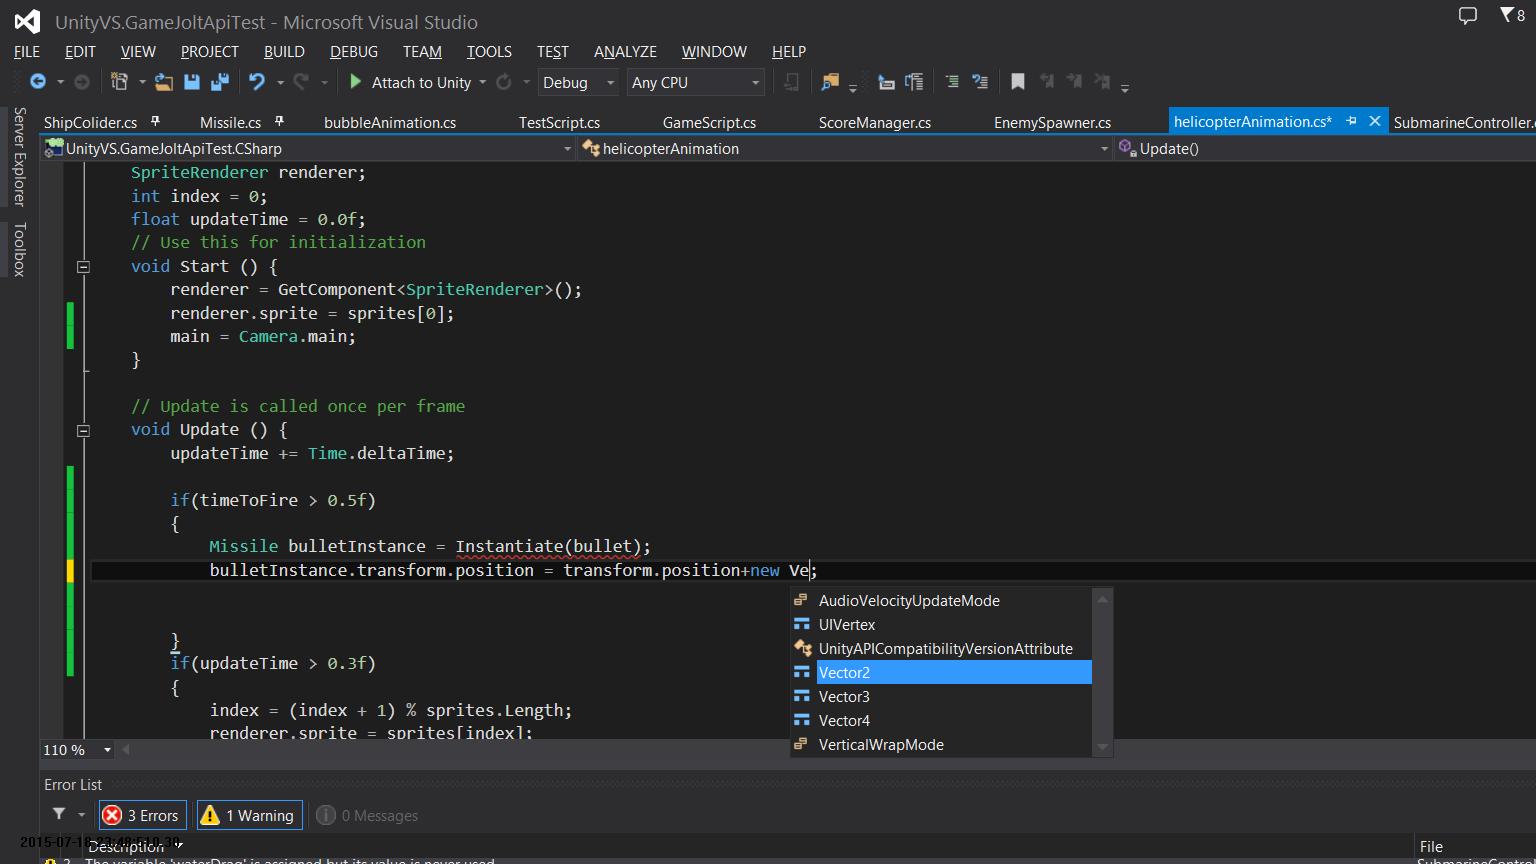 UnityVS.GameJoltApiTest - Microsoft Visual Studio
8
FILE EDIT VIEW PROJECT BUILD DEBUG TEAM TOOLS TEST ANALYZE WINDOW HELP
Attach to Unity Debug Any CPU
Server Explorer
Toolbox
ShipColider.cs Missile.cs bubbleAnimation.cs TestScript.cs GameScript.cs ScoreManager.cs EnemySpawner.cs helicopterAnimation.cs* SubmarineController.c
UnityVS.GameJoltApiTest.CSharp helicopterAnimation Update()
SpriteRenderer renderer;
int index = 0;
float updateTime = 0.0f;
// Use this for initialization
void Start () {
renderer = GetComponent<SpriteRenderer>();
renderer.sprite = sprites[0];
main = Camera.main;
}
// Update is called once per frame
void Update () {
updateTime += Time.deltaTime;
if(timeToFire > 0.5f)
{
Missile bulletInstance = Instantiate(bullet);
bulletInstance.transform.position = transform.position+new Ve;
AudioVelocityUpdateMode
UIVertex
UnityAPICompatibilityVersionAttribute
Vector2
Vector3
Vector4
VerticalWrapMode
}
if(updateTime > 0.3f)
{
index = (index + 1) % sprites.Length;
renderer.sprite = sprites[index];
110 %
Error List
3 Errors 1 Warning 0 Messages
Description File
The variable 'waterDrag' is assigned but its value is never used